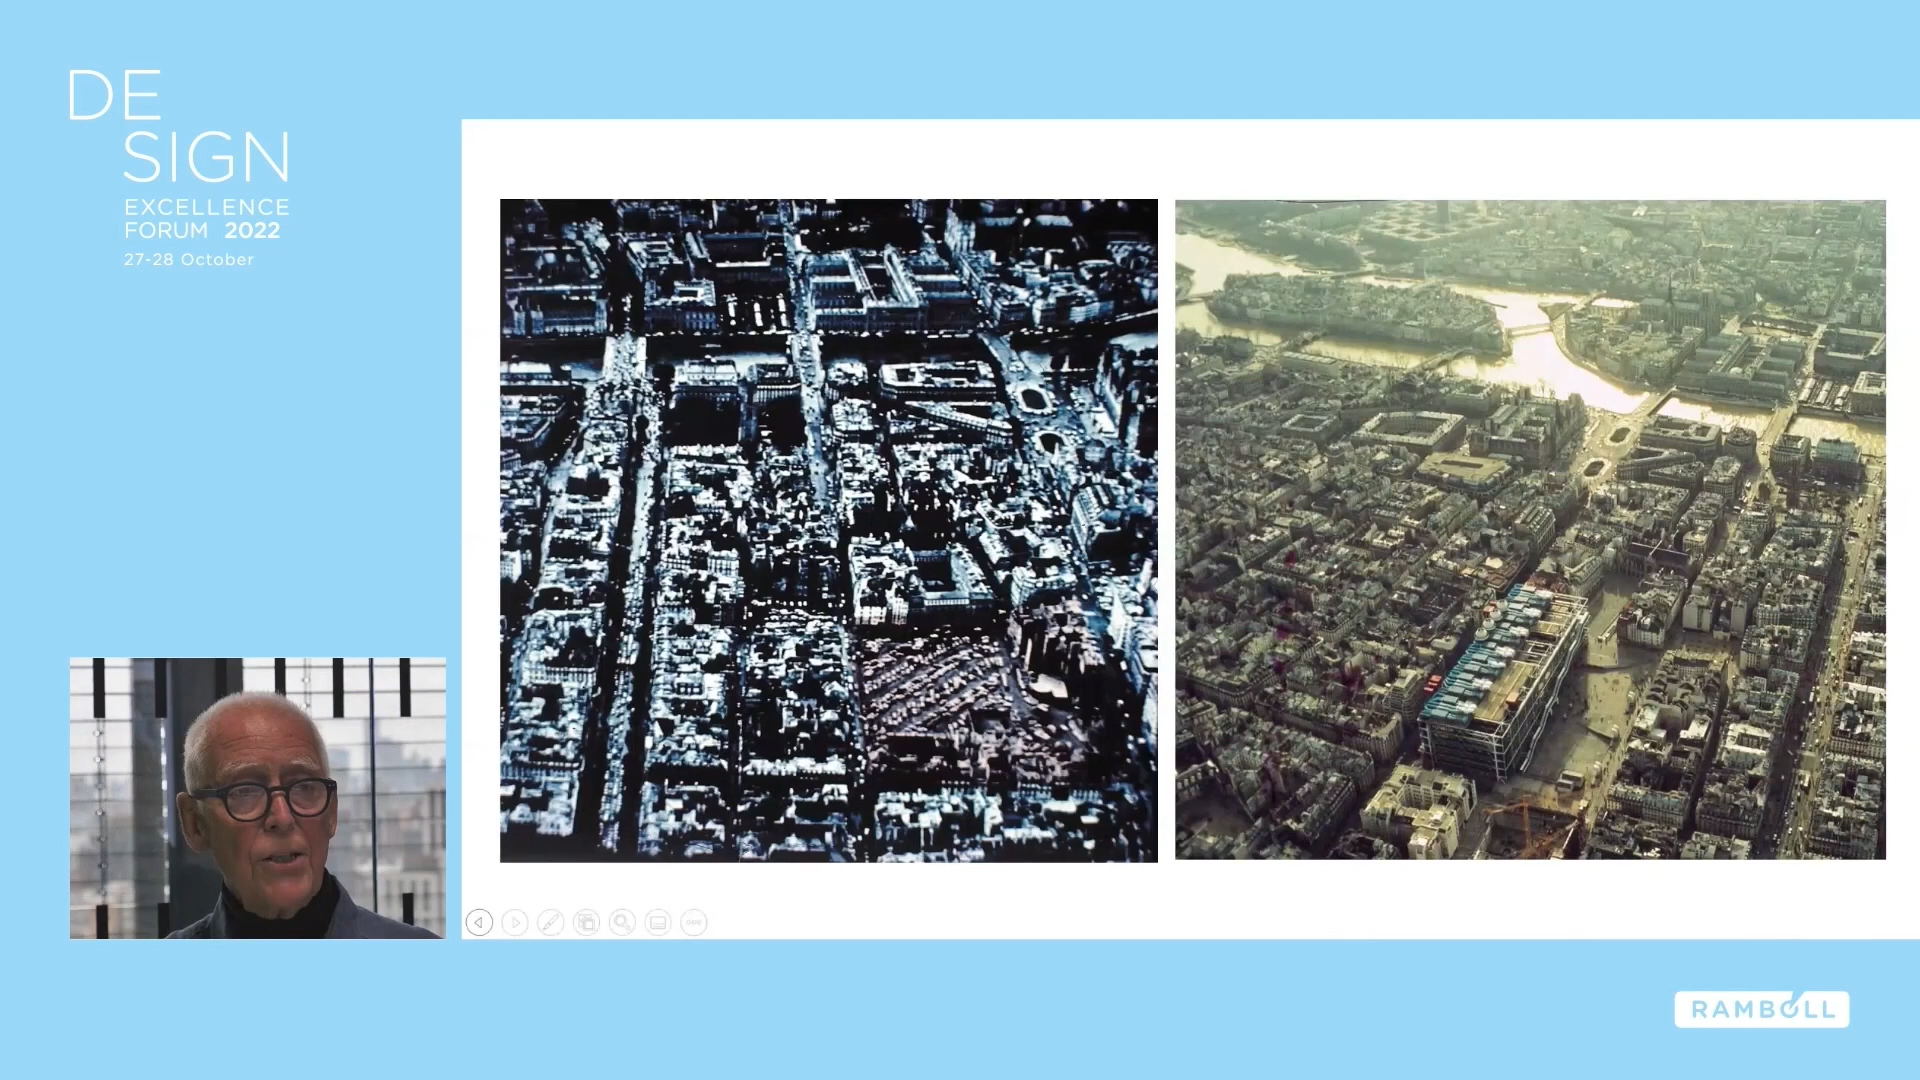 DE
SIGN
EXCELLENCE
FORUM 2022
27-28 October
RAMBOLL